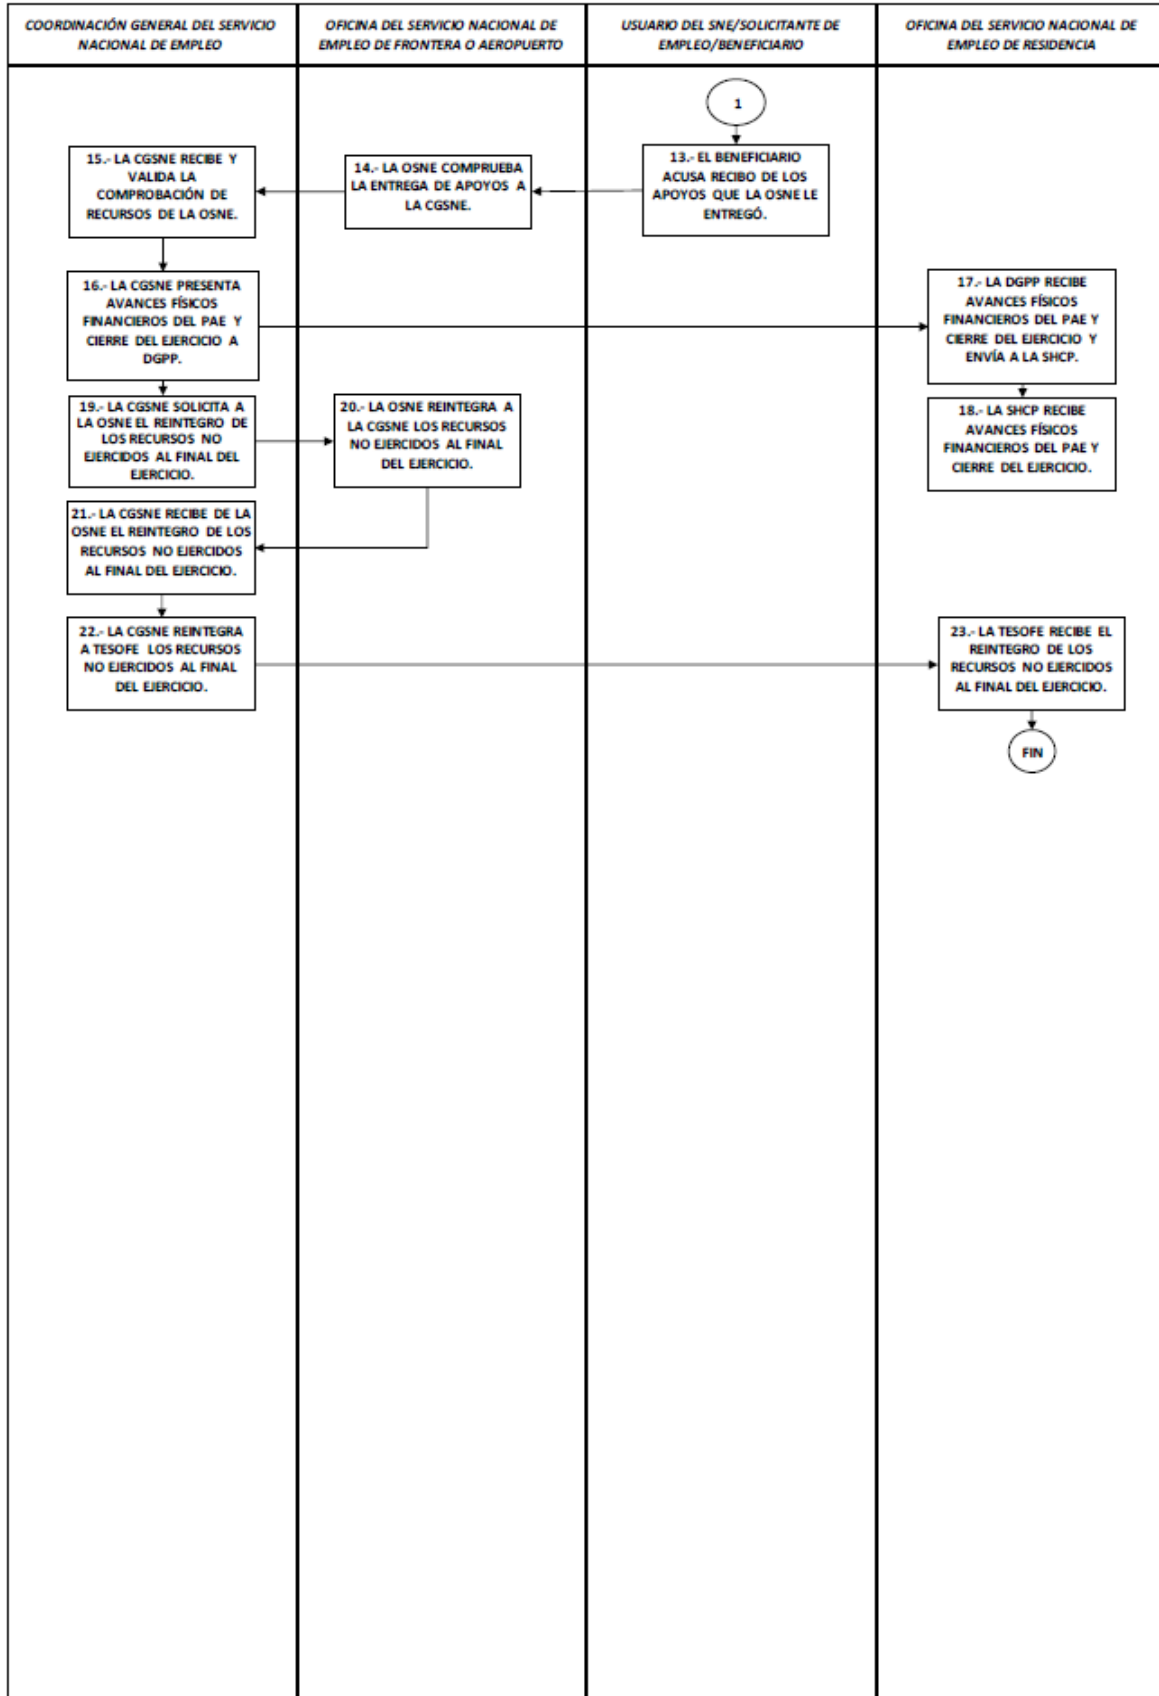 COORDINACIÓN GENERAL DEL SERVICIO
NACIONAL DE EMPLEO
OFICINA DEL SERVICIO NACIONAL DE
EMPLEO DE FRONTERA O AEROPUERTO
USUARIO DEL SNE/SOLICITANTE DE
EMPLEO/BENEFICIARIO
OFICINA DEL SERVICIO NACIONAL DE
EMPLEO DE RESIDENCIA
1
13.- EL BENEFICIARIO
ACUSA RECIBO DE LOS
APOYOS QUE LA OSNE LE
ENTREGÓ.
14.- LA OSNE COMPRUEBA
LA ENTREGA DE APOYOS A
LA CGSNE.
15.- LA CGSNE RECIBE Y
VALIDA LA
COMPROBACIÓN DE
RECURSOS DE LA OSNE.
16.- LA CGSNE PRESENTA
AVANCES FÍSICOS
FINANCIEROS DEL PAE Y
CIERRE DEL EJERCICIO A
DGPP.
17.- LA DGPP RECIBE
AVANCES FÍSICOS
FINANCIEROS DEL PAE Y
CIERRE DEL EJERCICIO Y
ENVÍA A LA SHCP.
18.- LA SHCP RECIBE
AVANCES FÍSICOS
FINANCIEROS DEL PAE Y
CIERRE DEL EJERCICIO.
19.- LA CGSNE SOLICITA A
LA OSNE EL REINTEGRO DE
LOS RECURSOS NO
EJERCIDOS AL FINAL DEL
EJERCICIO.
20.- LA OSNE REINTEGRA A
LA CGSNE LOS RECURSOS
NO EJERCIDOS AL FINAL
DEL EJERCICIO.
21.- LA CGSNE RECIBE DE LA
OSNE EL REINTEGRO DE LOS
RECURSOS NO EJERCIDOS
AL FINAL DEL EJERCICIO.
22.- LA CGSNE REINTEGRA
A TESOFE LOS RECURSOS
NO EJERCIDOS AL FINAL
DEL EJERCICIO.
23.- LA TESOFE RECIBE EL
REINTEGRO DE LOS
RECURSOS NO EJERCIDOS
AL FINAL DEL EJERCICIO.
FIN